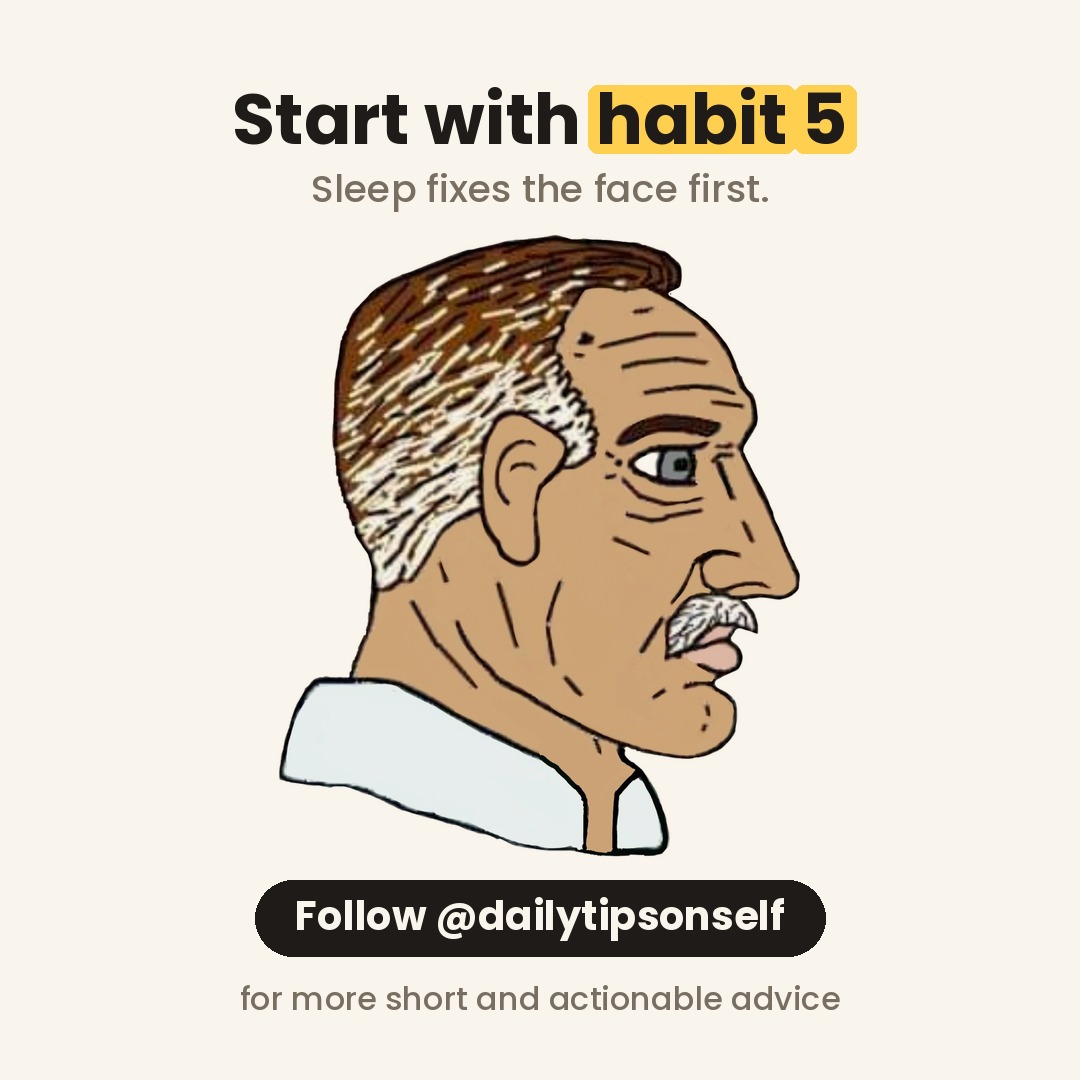 Start with habit 5
Sleep fixes the face first.
Follow @dailytipsonself
for more short and actionable advice